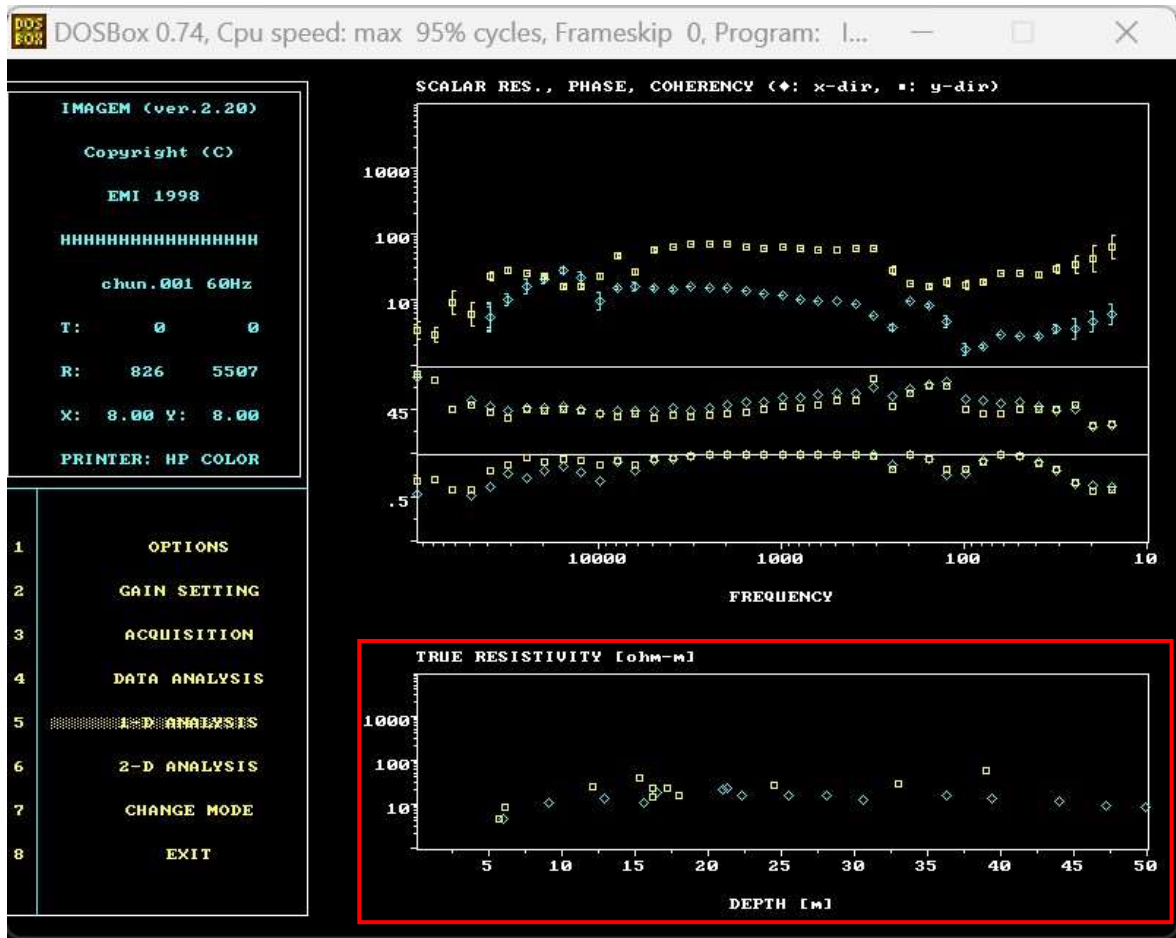 DOSBox 0.74, Cpu speed: max 95% cycles, Frameskip 0, Program: I...
IMAGEM (ver.2.20)
Copyright (C)
EMI 1998
HHHHHHHHHHHHHHHHH
chun.001 60Hz
T: 0 0
R: 826 5507
X: 8.00 Y: 8.00
PRINTER: HP COLOR
1 OPTIONS
2 GAIN SETTING
3 ACQUISITION
4 DATA ANALYSIS
5 1-D ANALYSIS
6 2-D ANALYSIS
7 CHANGE MODE
8 EXIT
SCALAR RES., PHASE, COHERENCY (◆: x-dir, ▪: y-dir)
1000
100
10
45
.5
10000 1000 100 10
FREQUENCY
TRUE RESISTIVITY [ohm-m]
1000
100
10
5 10 15 20 25 30 35 40 45 50
DEPTH [m]